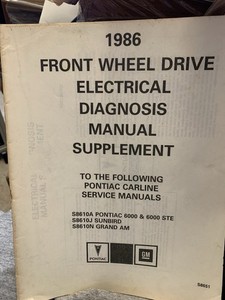 1986
FRONT WHEEL DRIVE
ELECTRICAL
DIAGNOSIS
MANUAL
SUPPLEMENT
TO THE FOLLOWING
PONTIAC CARLINE
SERVICE MANUALS
S8610A PONTIAC 6000 & 6000 STE
S8610J SUNBIRD
S8610N GRAND AM
PONTIAC
GM